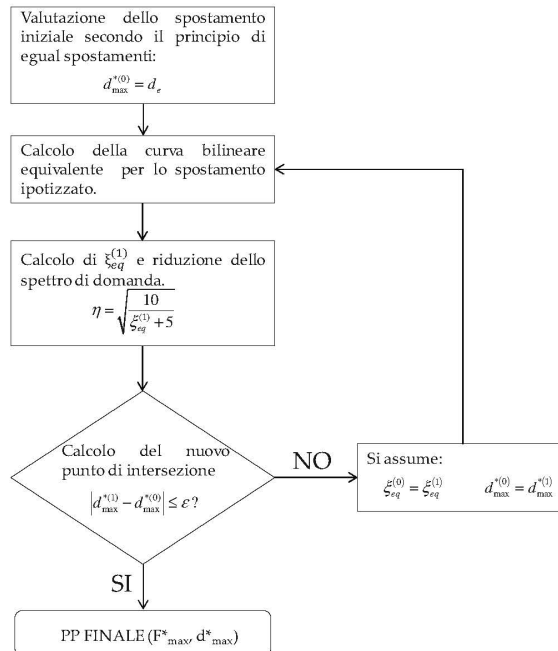 Valutazione dello spostamento
iniziale secondo il principio di
egual spostamenti:
d*(0)max = de
Calcolo della curva bilineare
equivalente per lo spostamento
ipotizzato.
Calcolo di ξ(1)eq e riduzione dello
spettro di domanda.
η = √(10 / (ξ(1)eq + 5))
Calcolo del nuovo
punto di intersezione
|d*(1)max − d*(0)max| ≤ ε?
NO
Si assume:
ξ(0)eq = ξ(1)eq d*(0)max = d*(1)max
SI
PP FINALE (F*max, d*max)